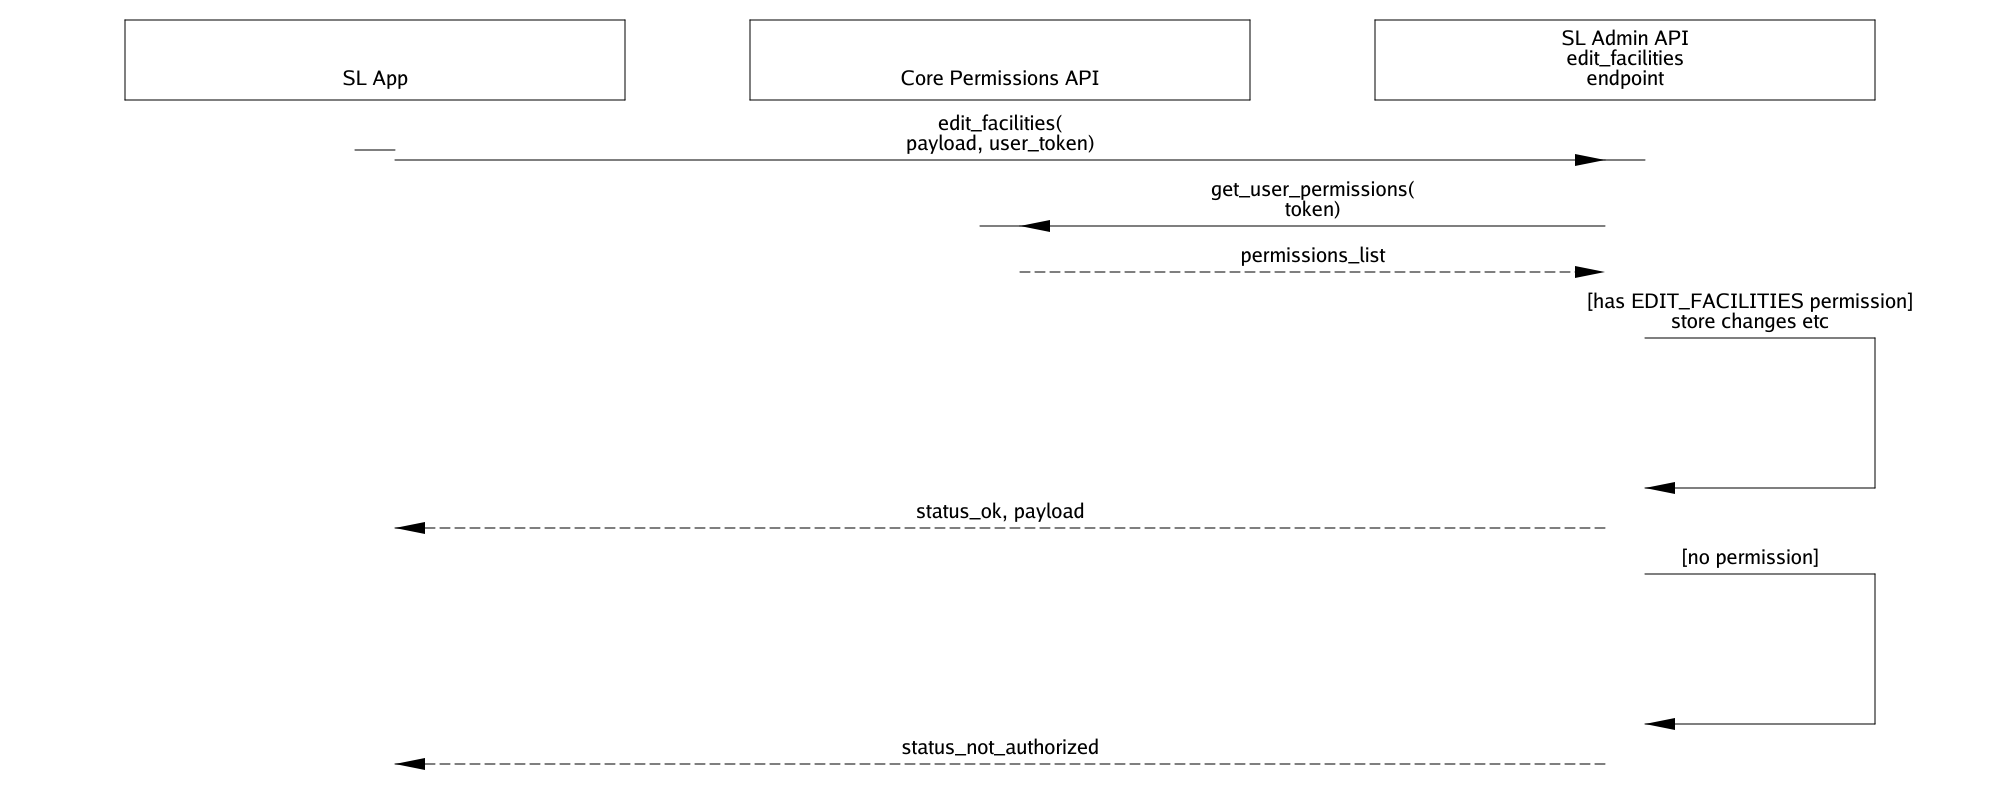 SL App
Core Permissions API
SL Admin API
edit_facilities
endpoint
edit_facilities(
payload, user_token)
get_user_permissions(
token)
permissions_list
[has EDIT_FACILITIES permission]
store changes etc
status_ok, payload
[no permission]
status_not_authorized